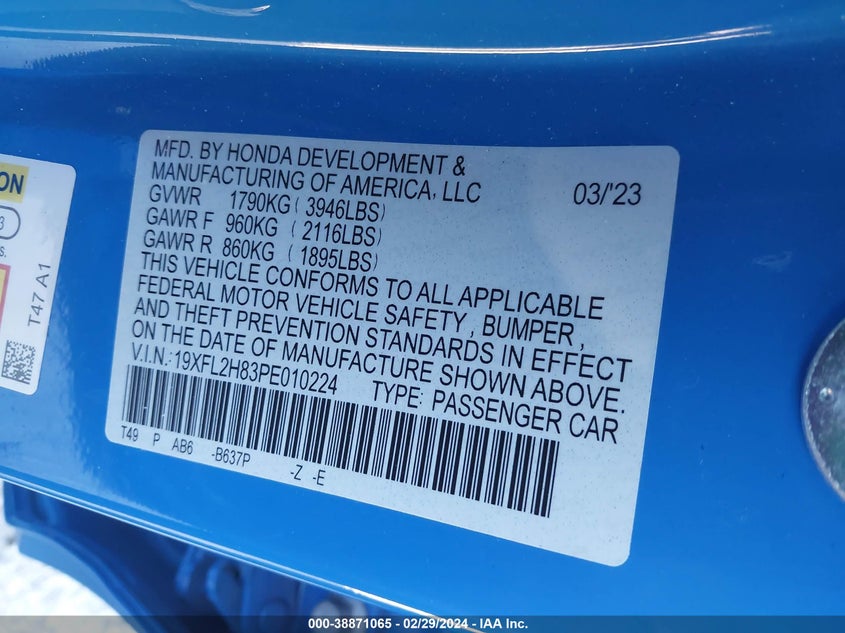 MFD. BY HONDA DEVELOPMENT &
MANUFACTURING OF AMERICA, LLC 03/'23
GVWR 1790KG ( 3946LBS)
GAWR F 960KG ( 2116LBS)
GAWR R 860KG ( 1895LBS)
THIS VEHICLE CONFORMS TO ALL APPLICABLE
FEDERAL MOTOR VEHICLE SAFETY, BUMPER,
AND THEFT PREVENTION STANDARDS IN EFFECT
ON THE DATE OF MANUFACTURE SHOWN ABOVE.
V.I.N.:19XFL2H83PE010224 TYPE: PASSENGER CAR
T49 P AB6 -B637P -Z -E
ON
3
s.
T47 A1
000-38871065 - 02/29/2024 - IAA Inc.